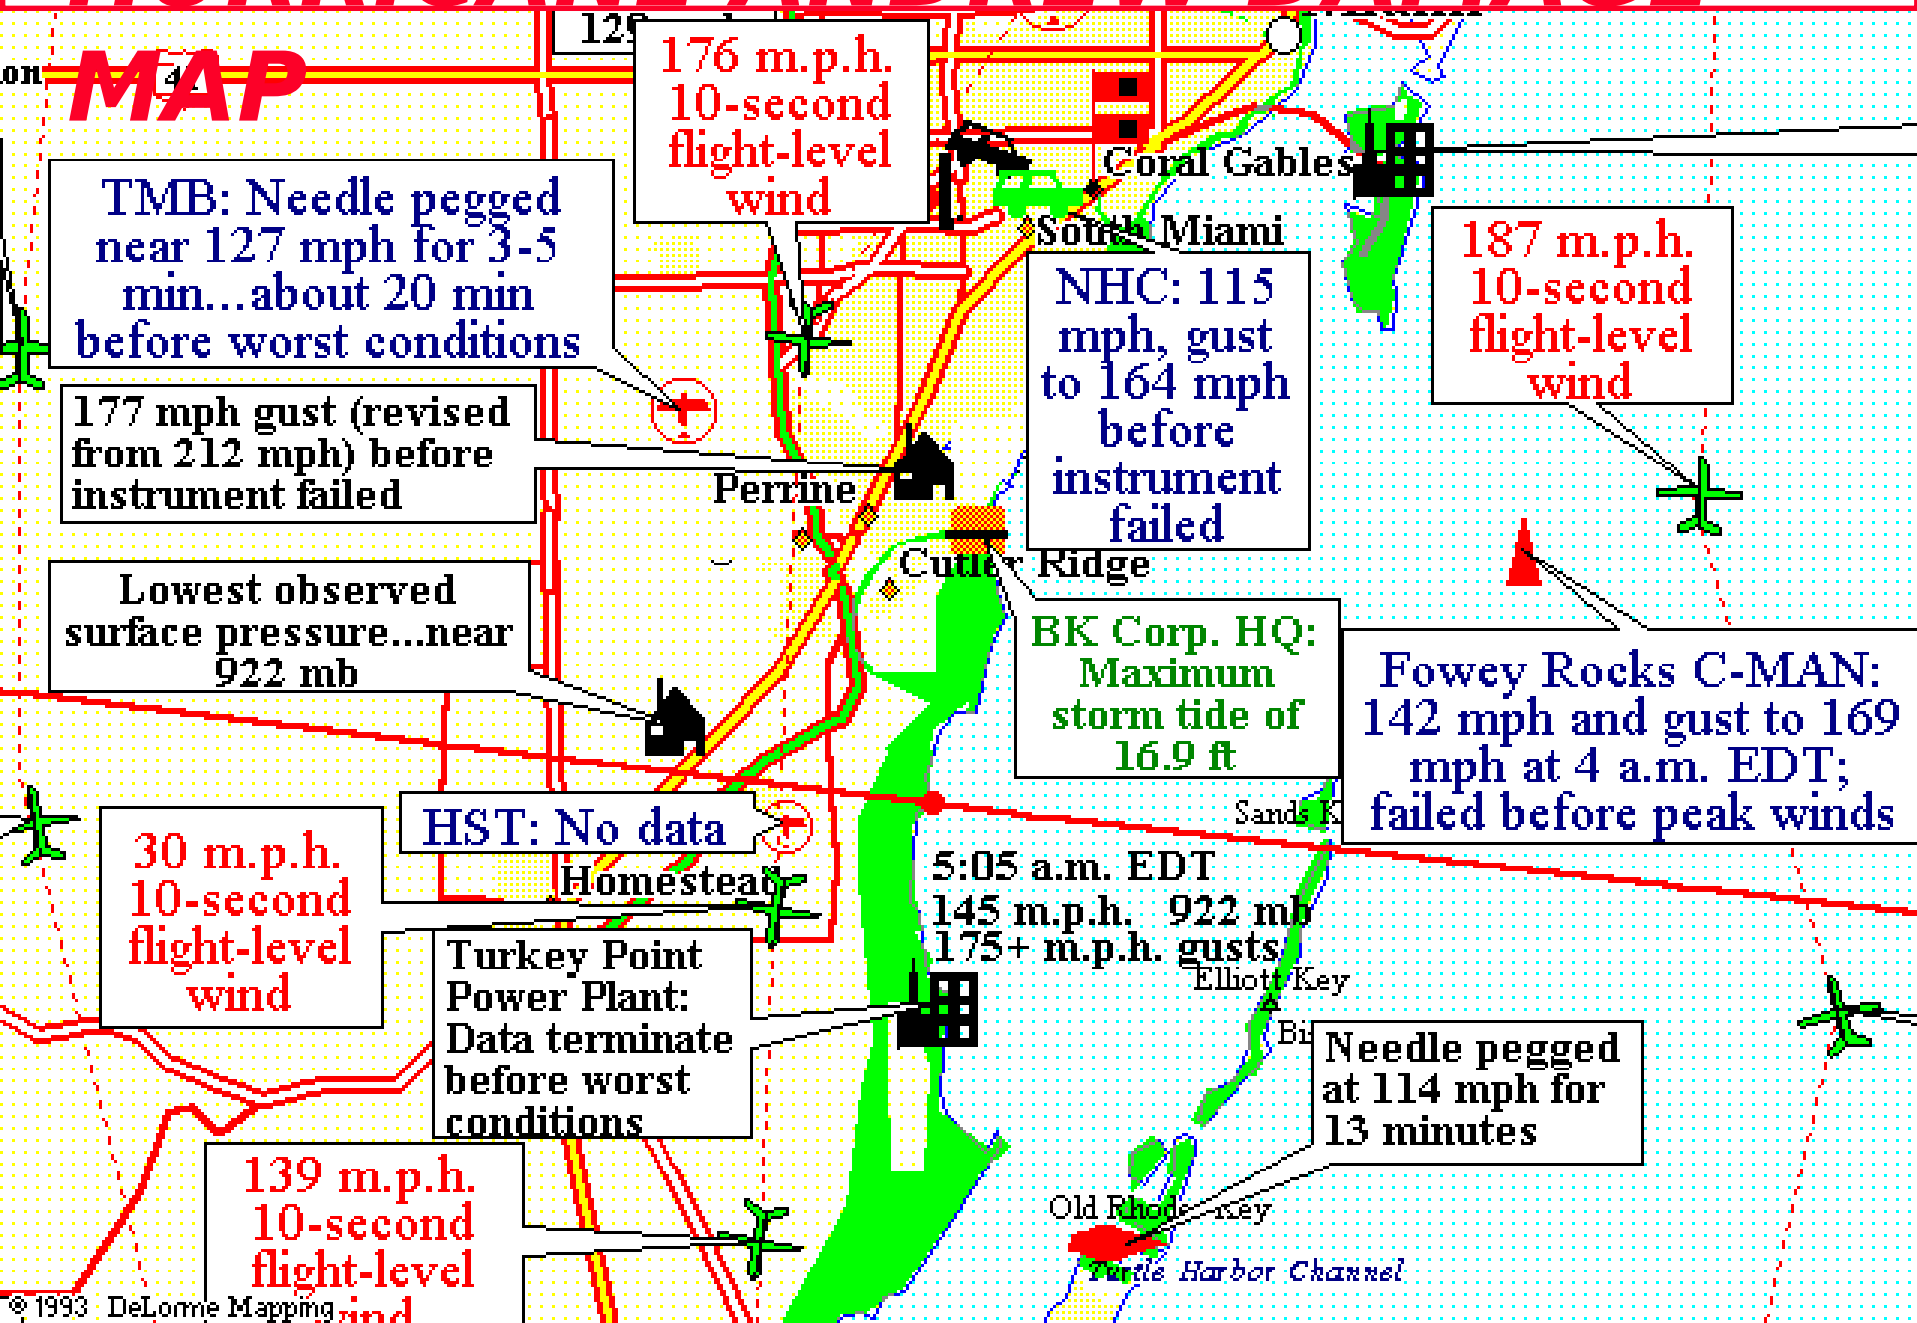 HURRICANE ANDREW DAMAGE
MAP
176 m.p.h.
10-second
flight-level
wind
TMB: Needle pegged
near 127 mph for 3-5
min...about 20 min
before worst conditions
Coral Gables
South Miami
187 m.p.h.
10-second
flight-level
wind
NHC: 115
mph, gust
to 164 mph
before
instrument
failed
177 mph gust (revised
from 212 mph) before
instrument failed
Perrine
Cutler Ridge
Lowest observed
surface pressure...near
922 mb
BK Corp. HQ:
Maximum
storm tide of
16.9 ft
Fowey Rocks C-MAN:
142 mph and gust to 169
mph at 4 a.m. EDT;
failed before peak winds
Sands K
HST: No data
30 m.p.h.
10-second
flight-level
wind
Homestead
5:05 a.m. EDT
145 m.p.h. 922 mb
175+ m.p.h. gusts
Elliott Key
Turkey Point
Power Plant:
Data terminate
before worst
conditions
Needle pegged
at 114 mph for
13 minutes
139 m.p.h.
10-second
flight-level
wind
Old Rhodes Key
Turtle Harbor Channel
© 1993 DeLorme Mapping